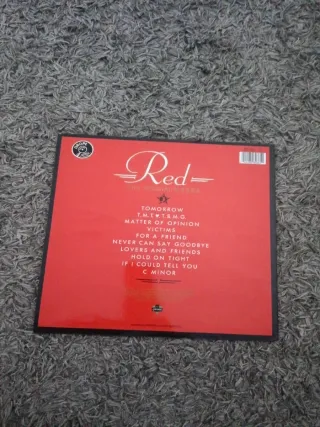 Red
TOMORROW
T.M.T. ♥ T.B.M.G.
MATTER OF OPINION
VICTIMS
FOR A FRIEND
NEVER CAN SAY GOODBYE
LOVERS AND FRIENDS
HOLD ON TIGHT
IF I COULD TELL YOU
C MINOR